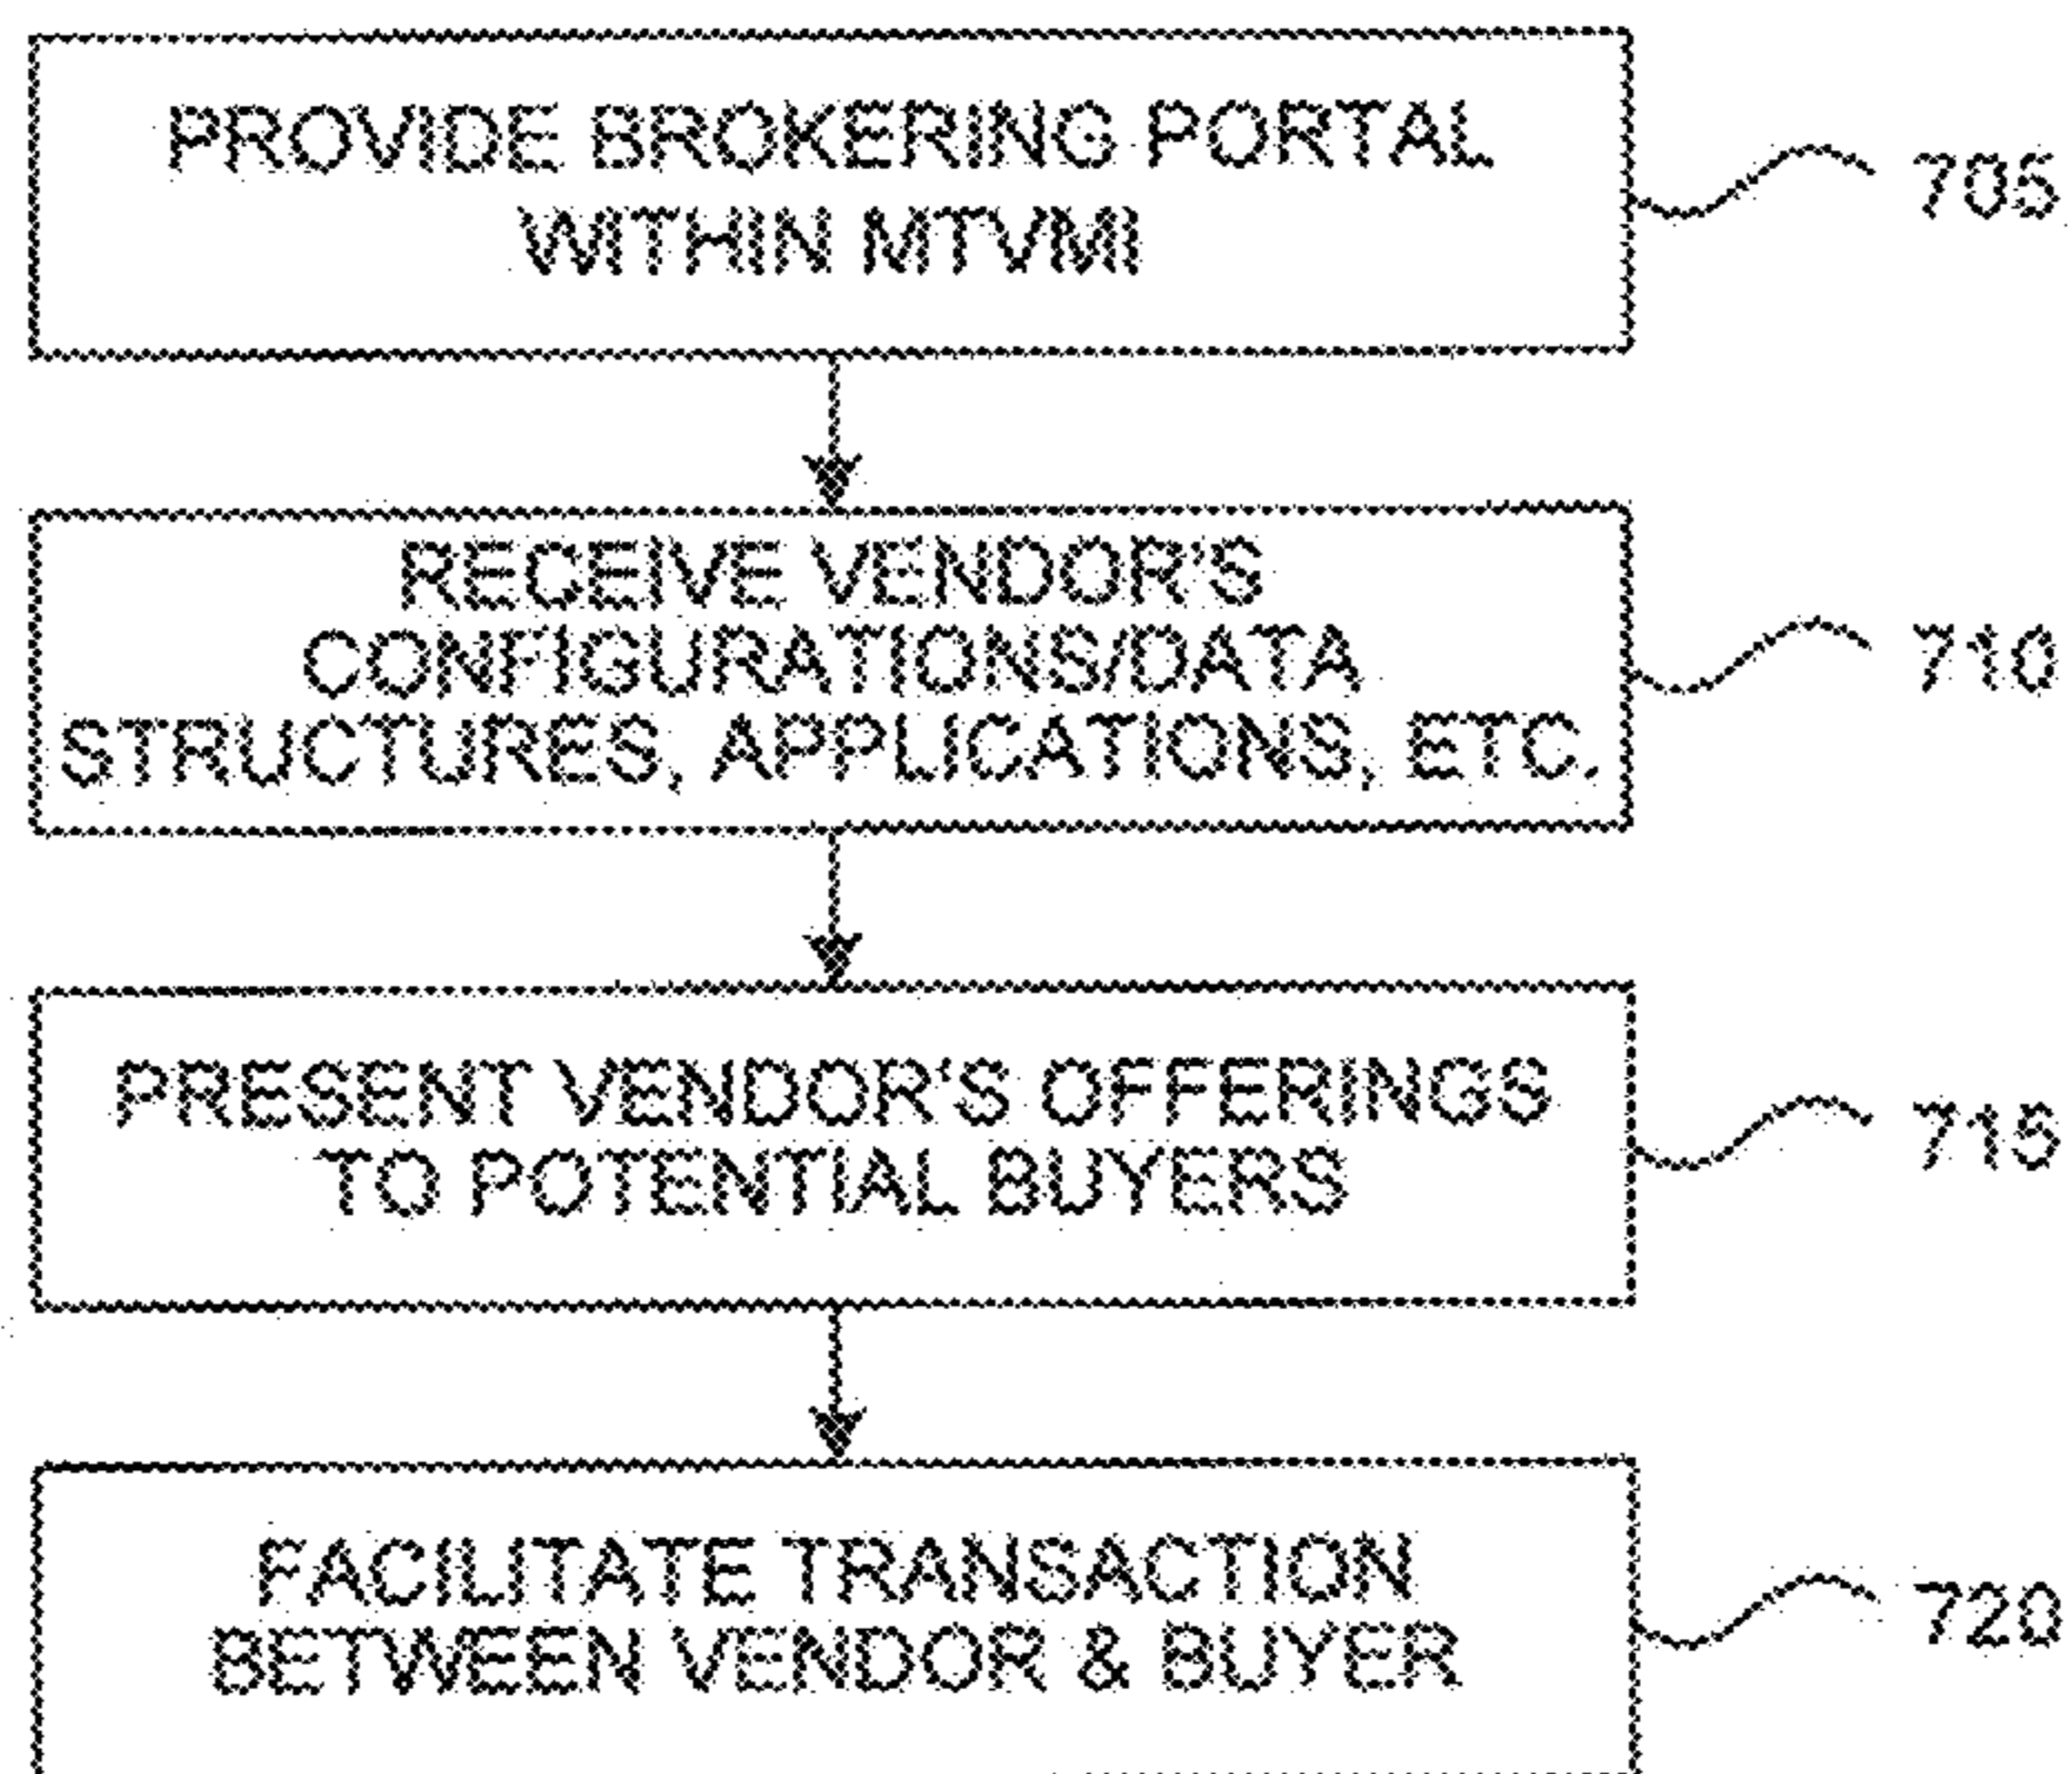 PROVIDE BROKERING PORTAL
WITHIN MTVMI
705
RECEIVE VENDOR'S
CONFIGURATIONS/DATA
STRUCTURES, APPLICATIONS, ETC.
710
PRESENT VENDOR'S OFFERINGS
TO POTENTIAL BUYERS
715
FACILITATE TRANSACTION
BETWEEN VENDOR & BUYER
720